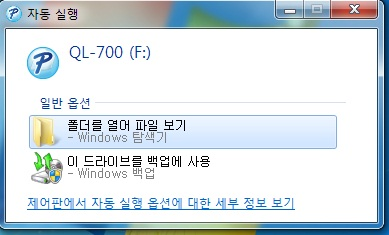 자동 실행
QL-700 (F:)
일반 옵션
폴더를 열어 파일 보기
- Windows 탐색기
이 드라이브를 백업에 사용
- Windows 백업
제어판에서 자동 실행 옵션에 대한 세부 정보 보기